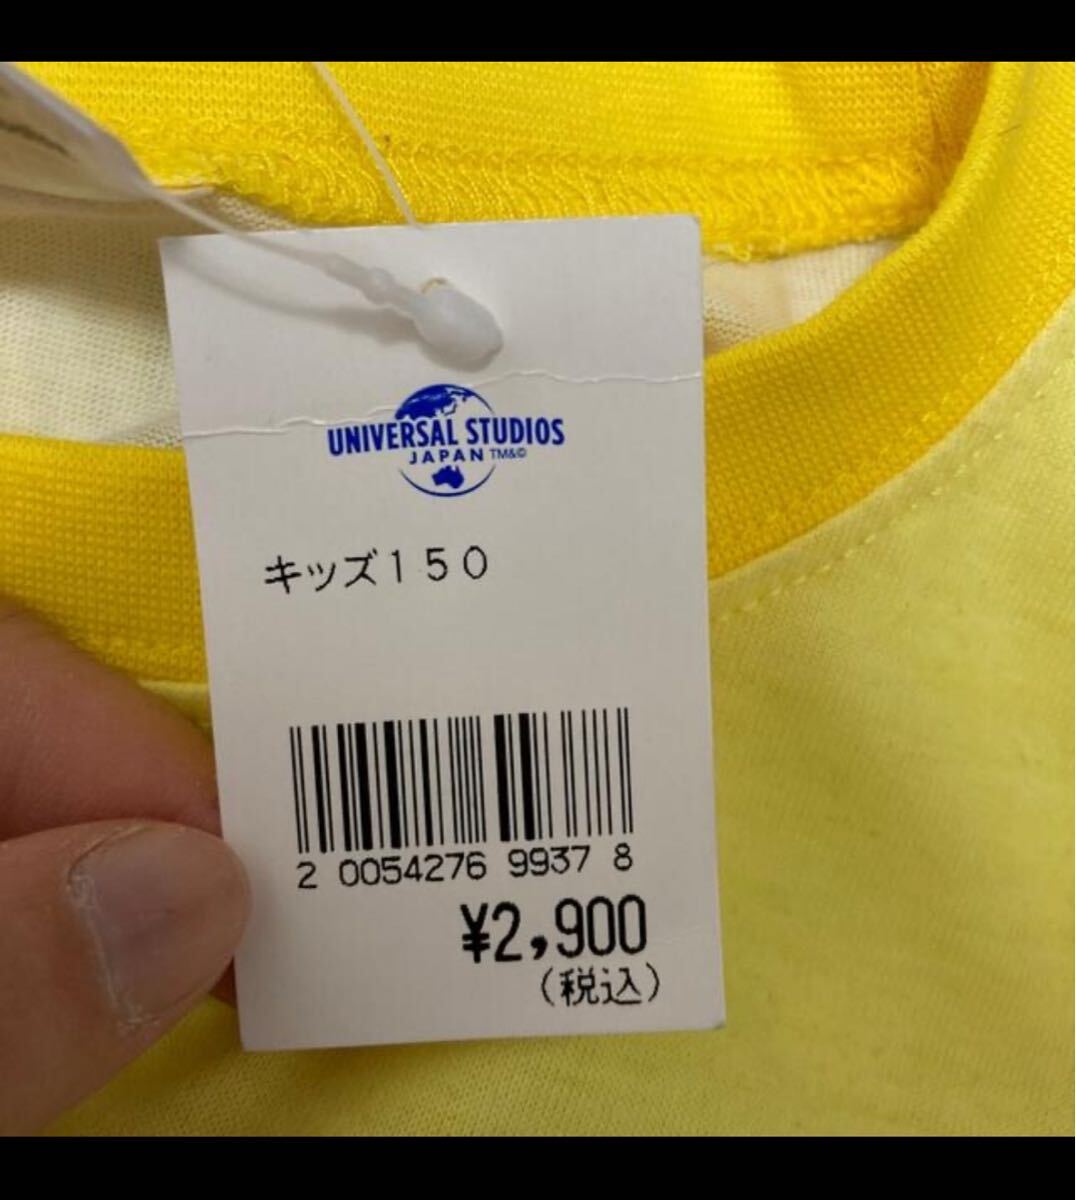 UNIVERSAL STUDIOS
JAPAN TM&©
キッズ150
2 0054276 9937 8
¥2,900
(税込)